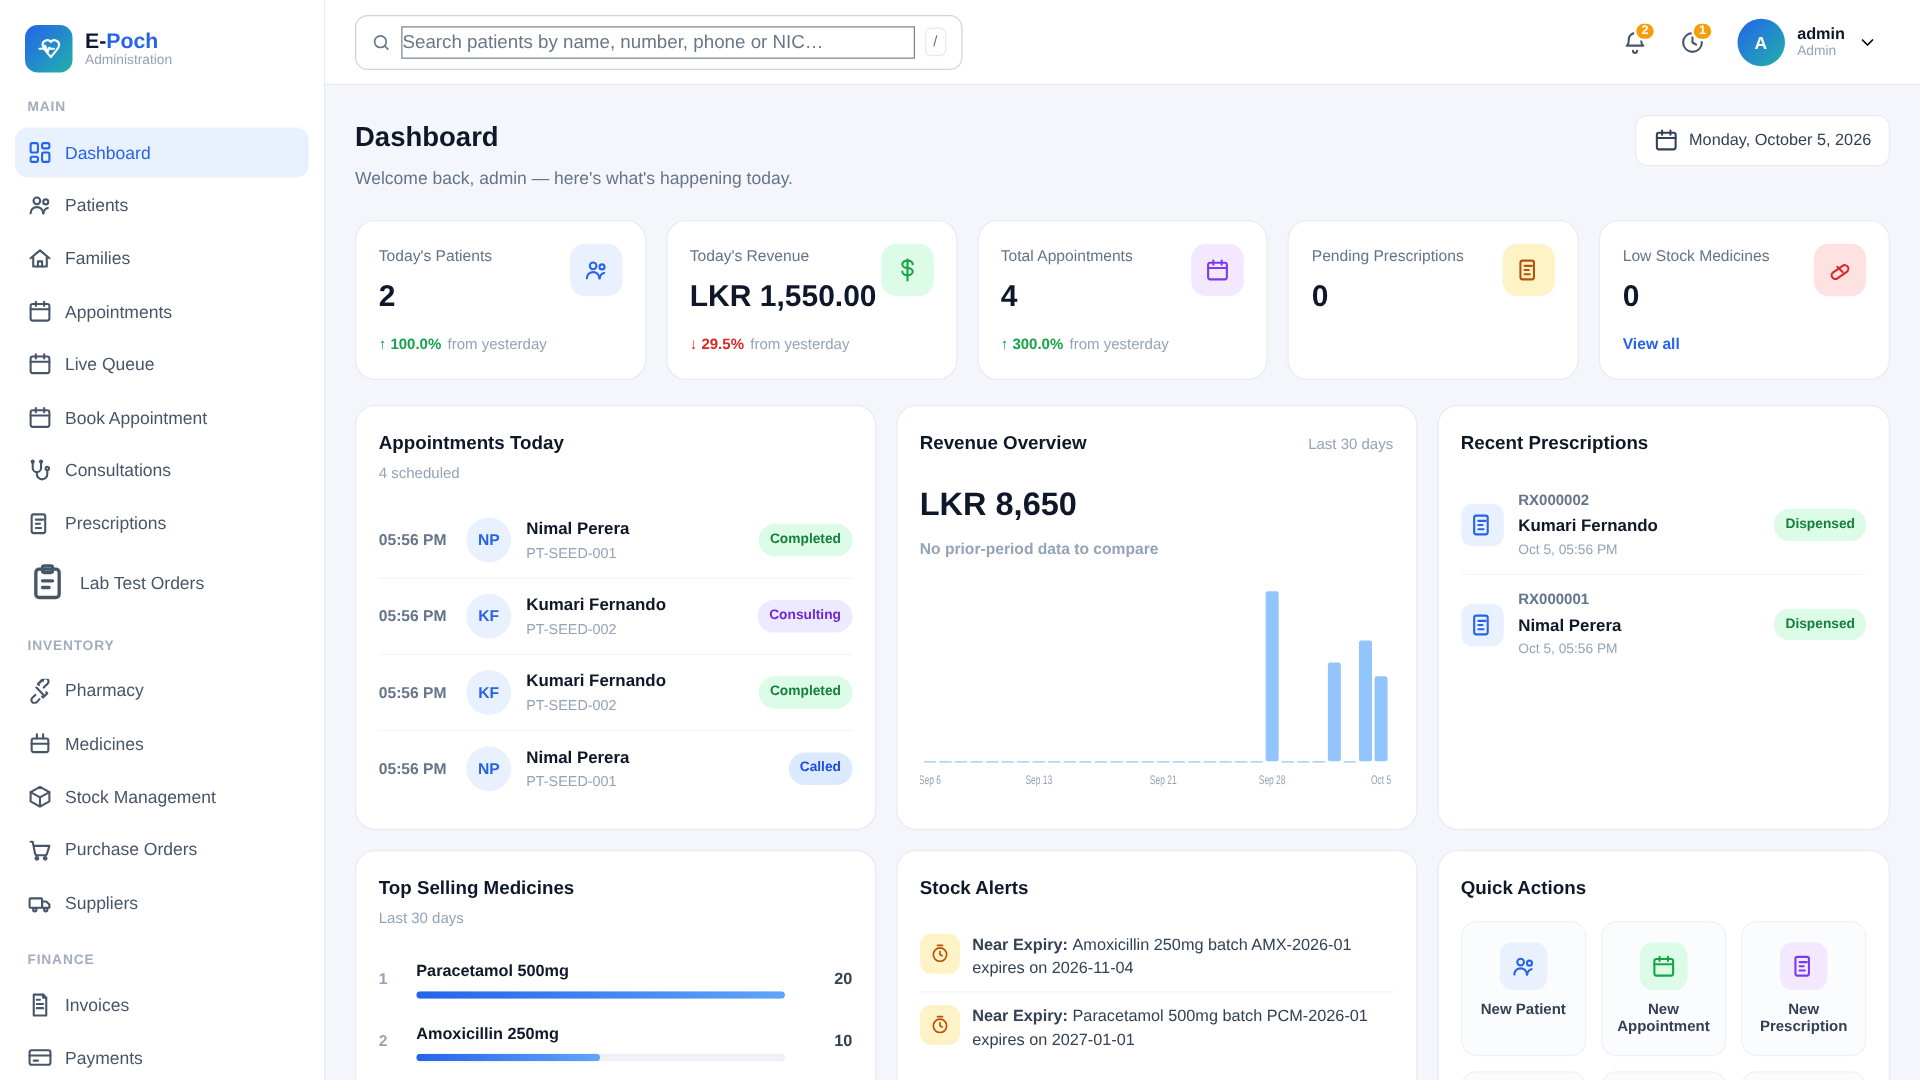 E-Poch
Administration
MAIN
Dashboard
Patients
Families
Appointments
Live Queue
Book Appointment
Consultations
Prescriptions
Lab Test Orders
INVENTORY
Pharmacy
Medicines
Stock Management
Purchase Orders
Suppliers
FINANCE
Invoices
Payments
Search patients by name, number, phone or NIC…
/
2
1
A
admin
Admin
Dashboard
Welcome back, admin — here's what's happening today.
Monday, October 5, 2026
Today's Patients
2
↑ 100.0% from yesterday
Today's Revenue
LKR 1,550.00
↓ 29.5% from yesterday
Total Appointments
4
↑ 300.0% from yesterday
Pending Prescriptions
0
Low Stock Medicines
0
View all
Appointments Today
4 scheduled
05:56 PM NP Nimal Perera Completed
PT-SEED-001
05:56 PM KF Kumari Fernando Consulting
PT-SEED-002
05:56 PM KF Kumari Fernando Completed
PT-SEED-002
05:56 PM NP Nimal Perera Called
PT-SEED-001
Revenue Overview
Last 30 days
LKR 8,650
No prior-period data to compare
Sep 6 Sep 13 Sep 21 Sep 28 Oct 5
Recent Prescriptions
RX000002
Kumari Fernando
Oct 5, 05:56 PM
Dispensed
RX000001
Nimal Perera
Oct 5, 05:56 PM
Dispensed
Top Selling Medicines
Last 30 days
1 Paracetamol 500mg 20
2 Amoxicillin 250mg 10
Stock Alerts
Near Expiry: Amoxicillin 250mg batch AMX-2026-01
expires on 2026-11-04
Near Expiry: Paracetamol 500mg batch PCM-2026-01
expires on 2027-01-01
Quick Actions
New Patient
New
Appointment
New
Prescription